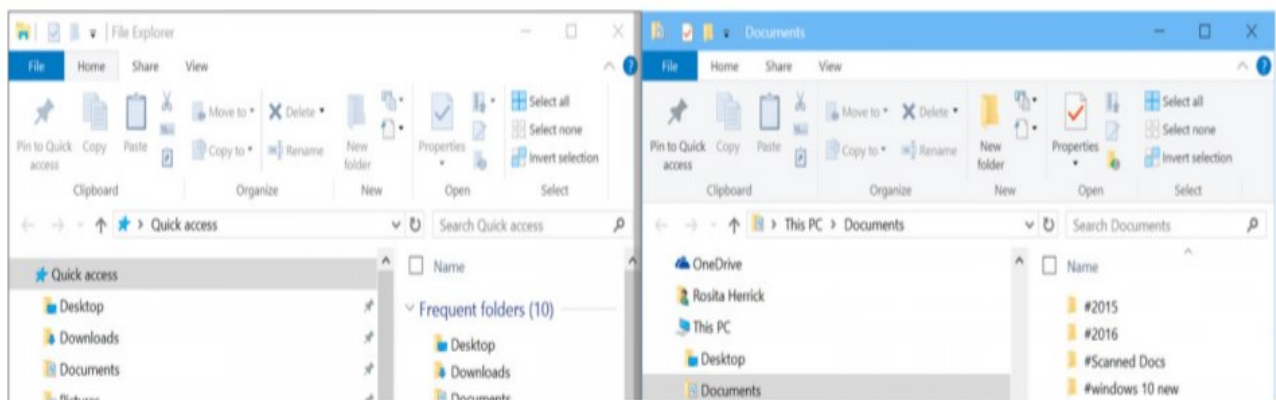 File Explorer
File Home Share View
Pin to Quick access
Copy
Paste
Move to
Copy to
Delete
Rename
New folder
Properties
Select all
Select none
Invert selection
Clipboard Organize New Open Select
Quick access
Search Quick access
Quick access
Desktop
Downloads
Documents
Pictures
Name
Frequent folders (10)
Desktop
Downloads
Documents
Documents
File Home Share View
Pin to Quick access
Copy
Paste
Move to
Copy to
Delete
Rename
New folder
Properties
Select all
Select none
Invert selection
Clipboard Organize New Open Select
This PC > Documents
Search Documents
OneDrive
Rosita Herrick
This PC
Desktop
Documents
Name
#2015
#2016
#Scanned Docs
#windows 10 new